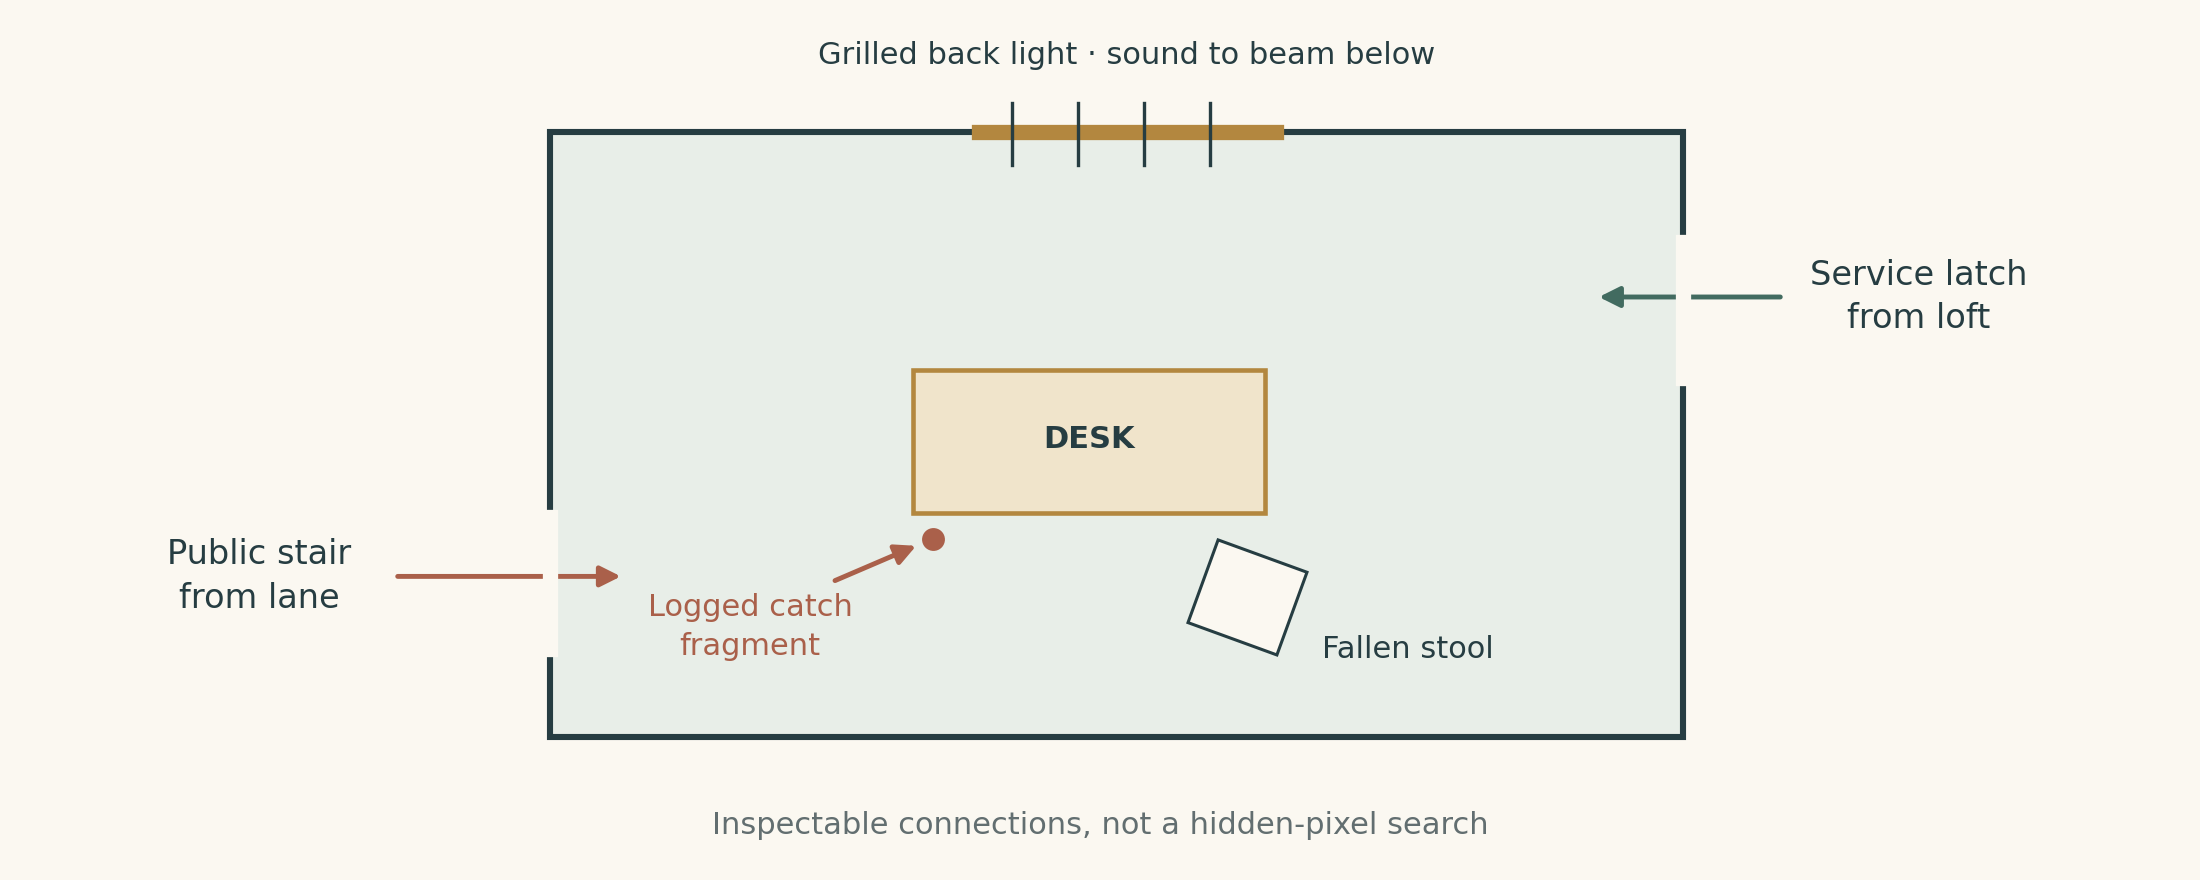 Grilled back light · sound to beam below
Service latch
from loft
DESK
Public stair
from lane
Logged catch
fragment
Fallen stool
Inspectable connections, not a hidden-pixel search